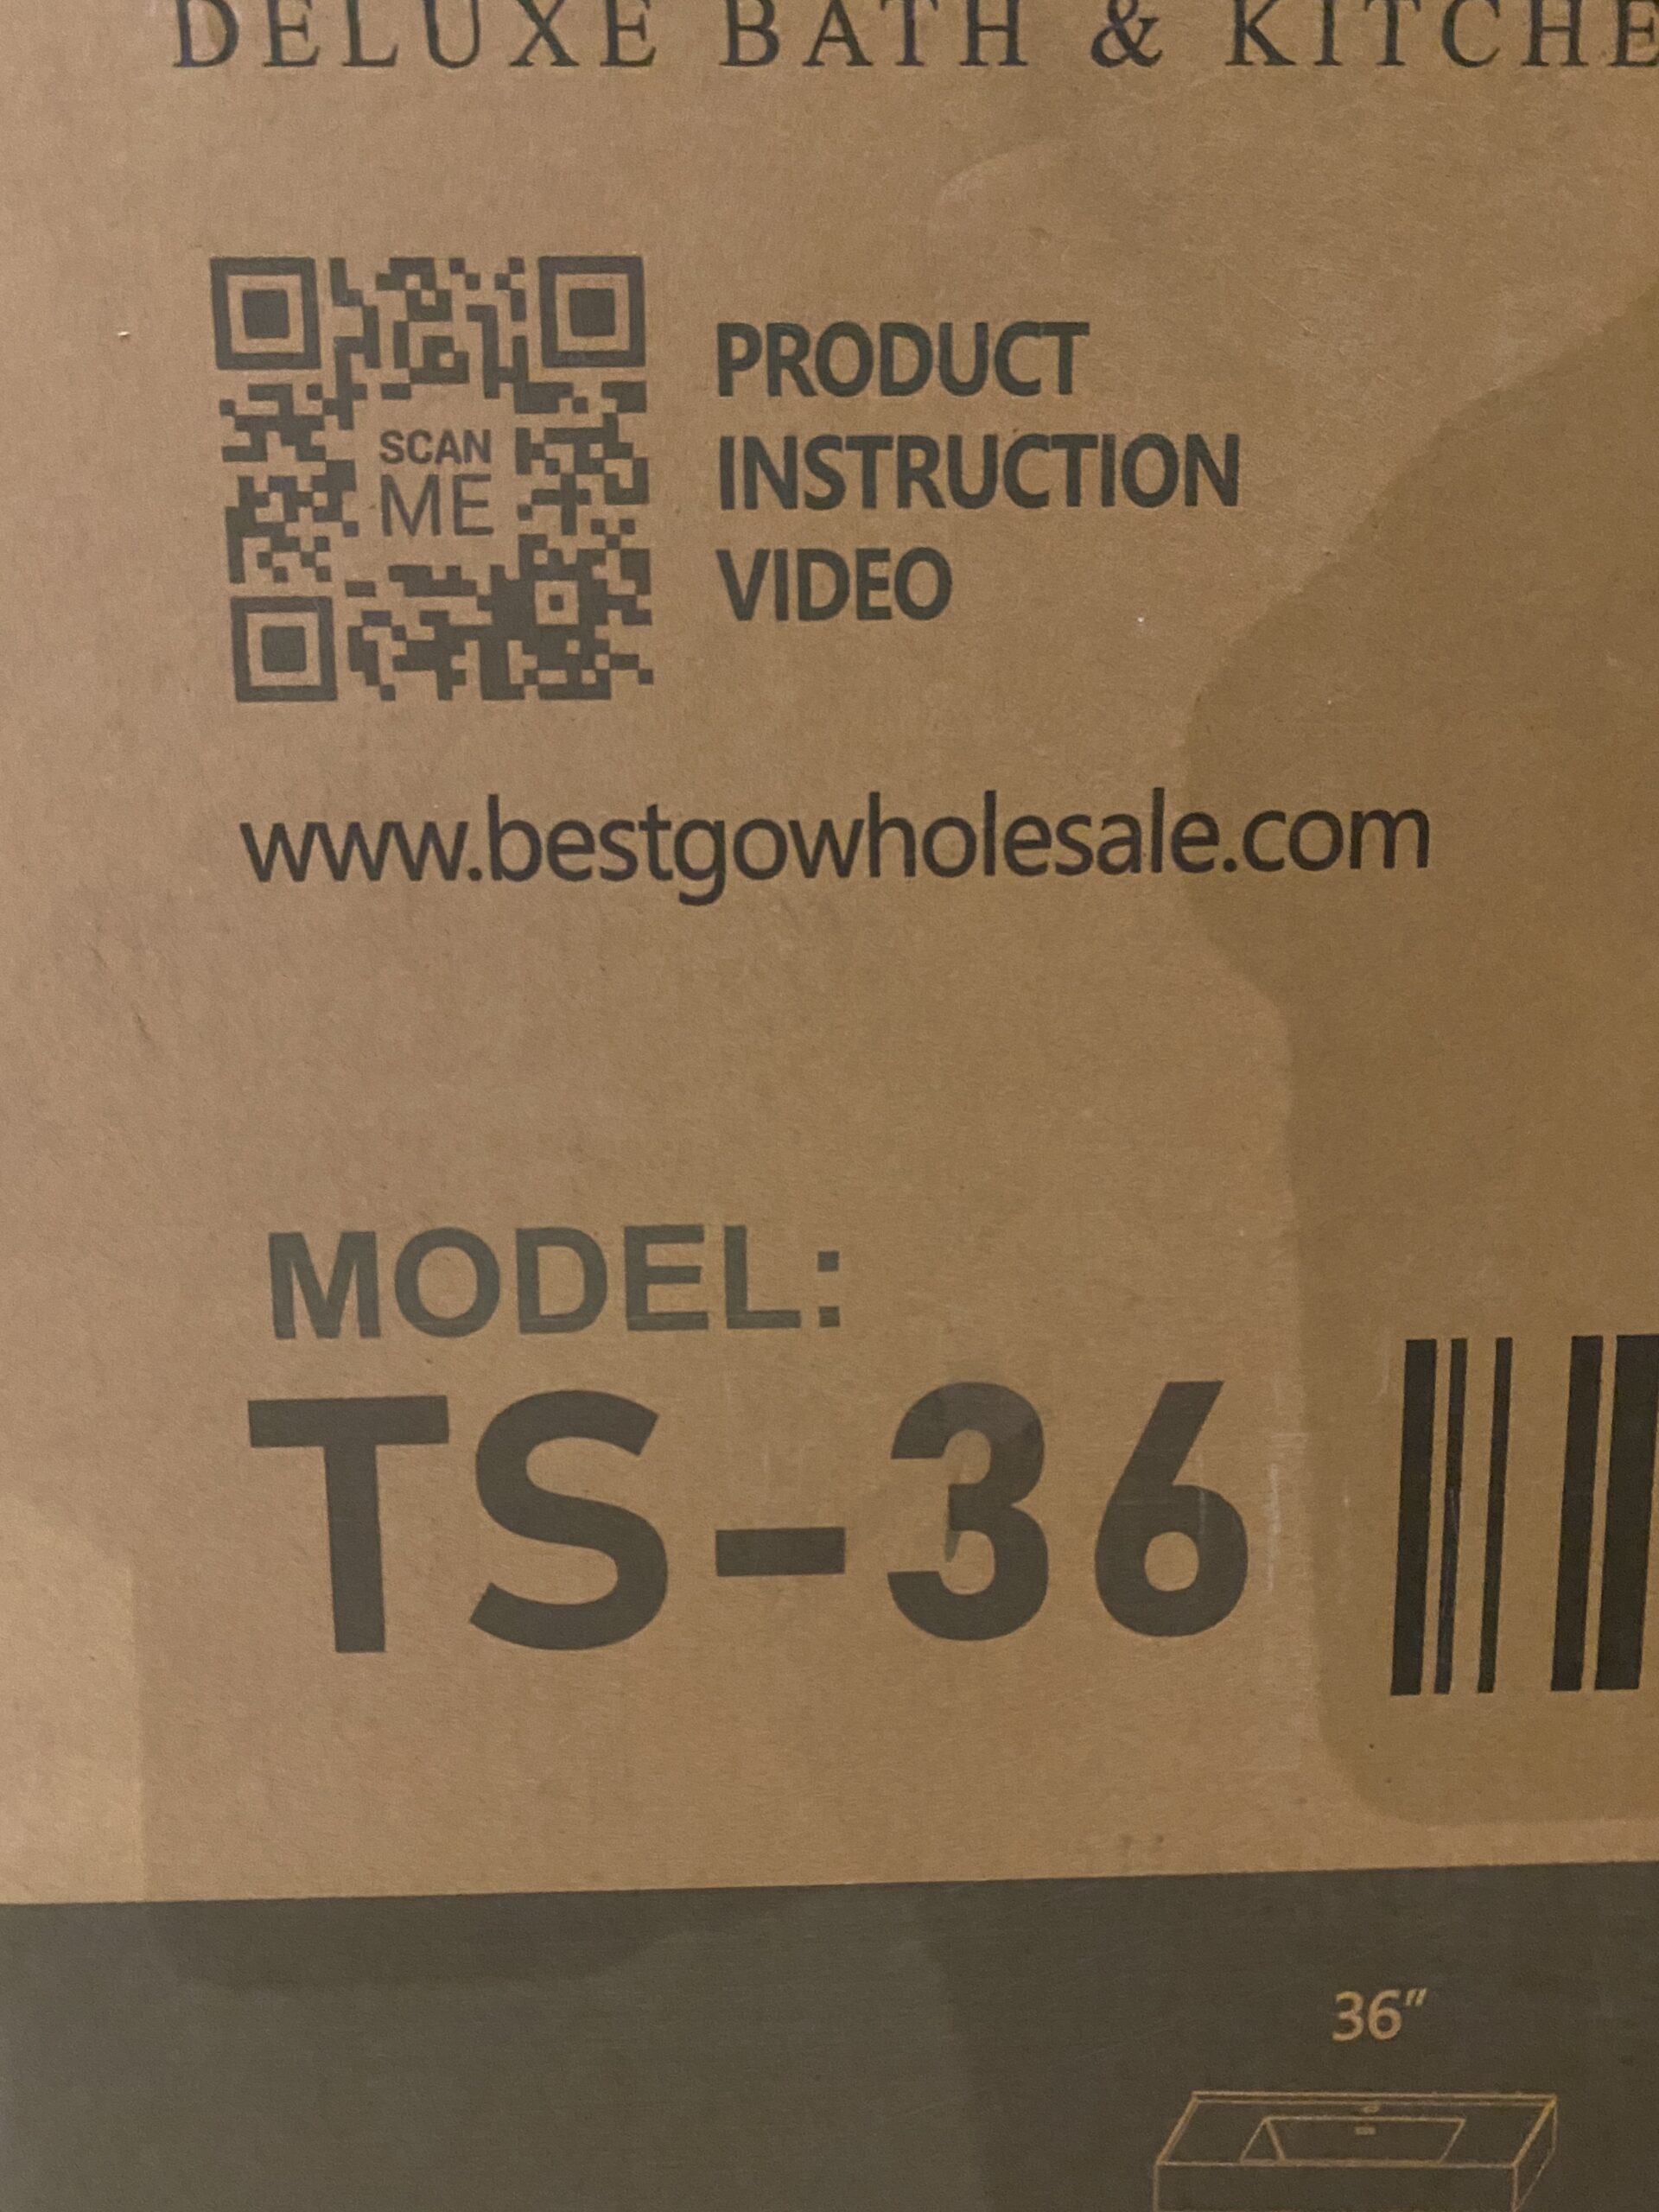 DELUXE BATH & KITCHE
SCAN
ME
PRODUCT
INSTRUCTION
VIDEO
www.bestgowholesale.com
MODEL:
TS-36
36"